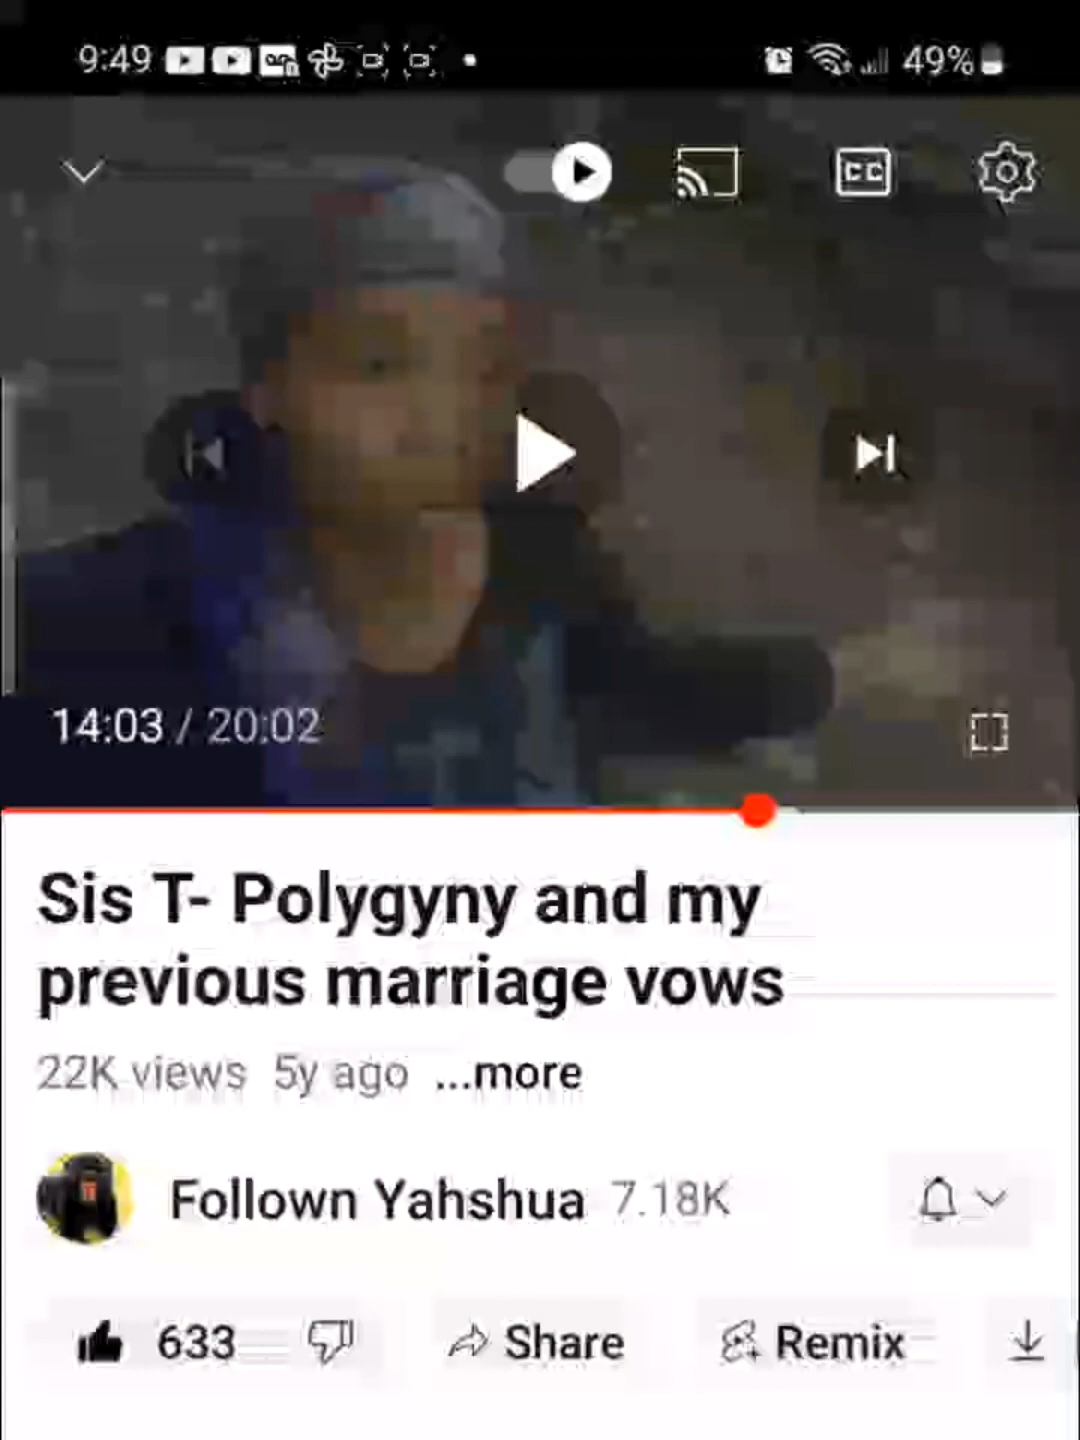 9:49
49%
CC
14:03 / 20:02
Sis T- Polygyny and my
previous marriage vows
22K views 5y ago ...more
Follown Yahshua 7.18K
633 Share Remix